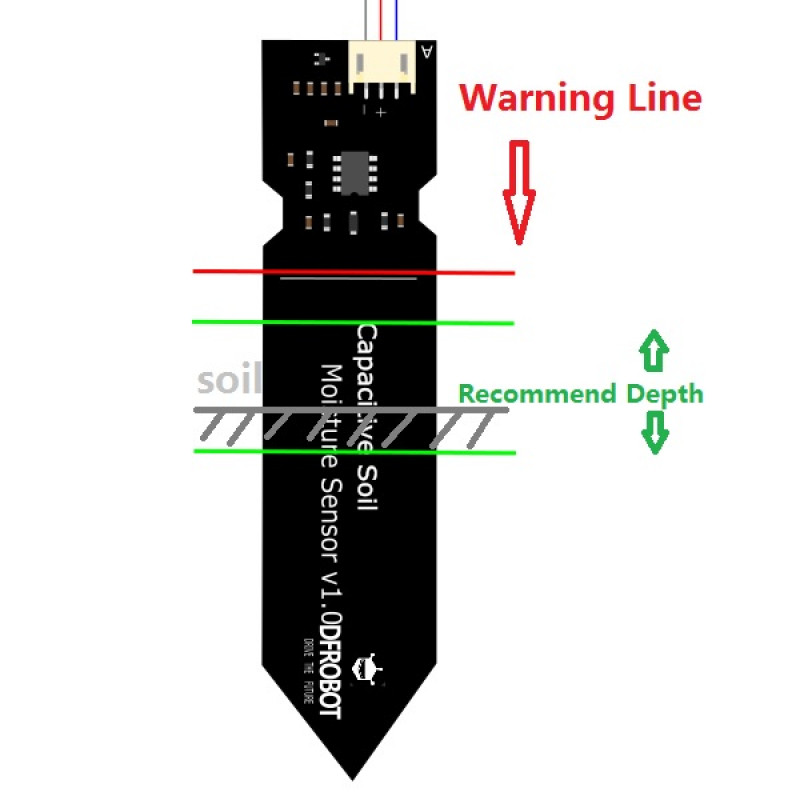 A
- +
Warning Line
soil
Recommend Depth
Capacitive Soil
Moisture Sensor v1.0
DFROBOT
DRIVE THE FUTURE